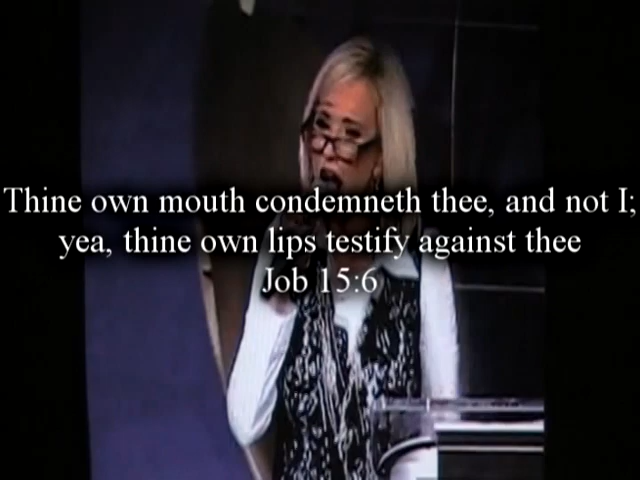 Thine own mouth condemneth thee, and not I;
yea, thine own lips testify against thee
Job 15:6